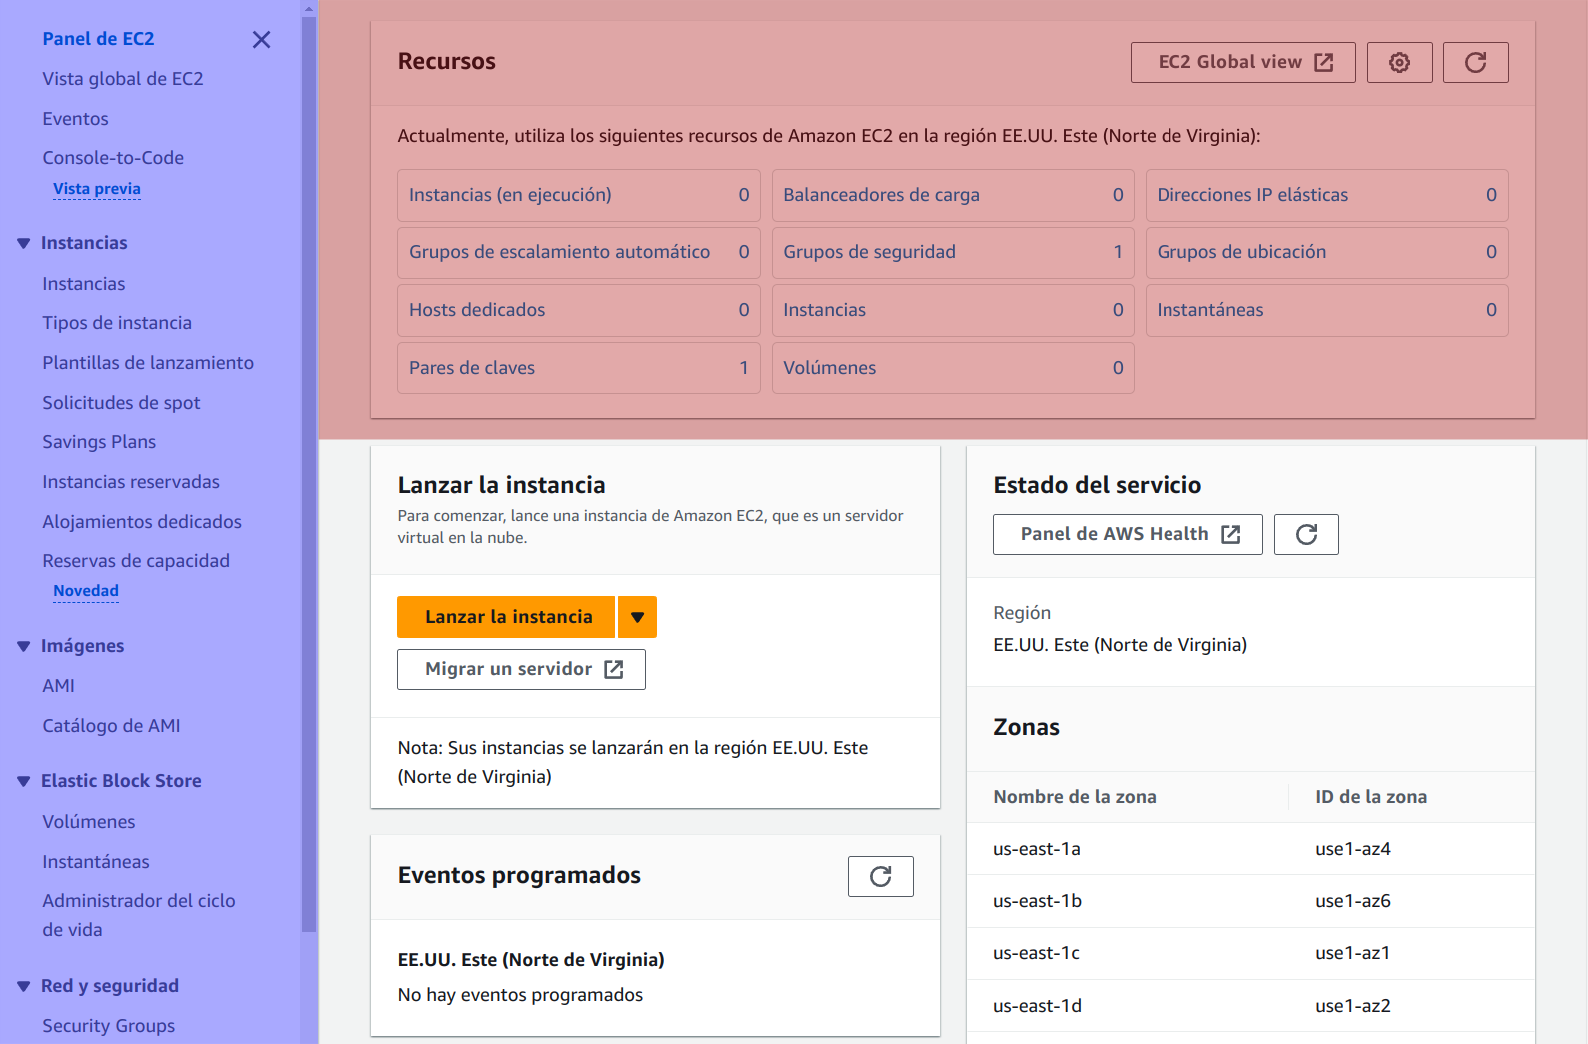 Panel de EC2
Vista global de EC2
Eventos
Console-to-Code
Vista previa
Instancias
Instancias
Tipos de instancia
Plantillas de lanzamiento
Solicitudes de spot
Savings Plans
Instancias reservadas
Alojamientos dedicados
Reservas de capacidad
Novedad
Imágenes
AMI
Catálogo de AMI
Elastic Block Store
Volúmenes
Instantáneas
Administrador del ciclo
de vida
Red y seguridad
Security Groups
Recursos
EC2 Global view
Actualmente, utiliza los siguientes recursos de Amazon EC2 en la región EE.UU. Este (Norte de Virginia):
Instancias (en ejecución) 0
Balanceadores de carga 0
Direcciones IP elásticas 0
Grupos de escalamiento automático 0
Grupos de seguridad 1
Grupos de ubicación 0
Hosts dedicados 0
Instancias 0
Instantáneas 0
Pares de claves 1
Volúmenes 0
Lanzar la instancia
Para comenzar, lance una instancia de Amazon EC2, que es un servidor
virtual en la nube.
Lanzar la instancia
Migrar un servidor
Nota: Sus instancias se lanzarán en la región EE.UU. Este
(Norte de Virginia)
Eventos programados
EE.UU. Este (Norte de Virginia)
No hay eventos programados
Estado del servicio
Panel de AWS Health
Región
EE.UU. Este (Norte de Virginia)
Zonas
Nombre de la zona ID de la zona
us-east-1a use1-az4
us-east-1b use1-az6
us-east-1c use1-az1
us-east-1d use1-az2